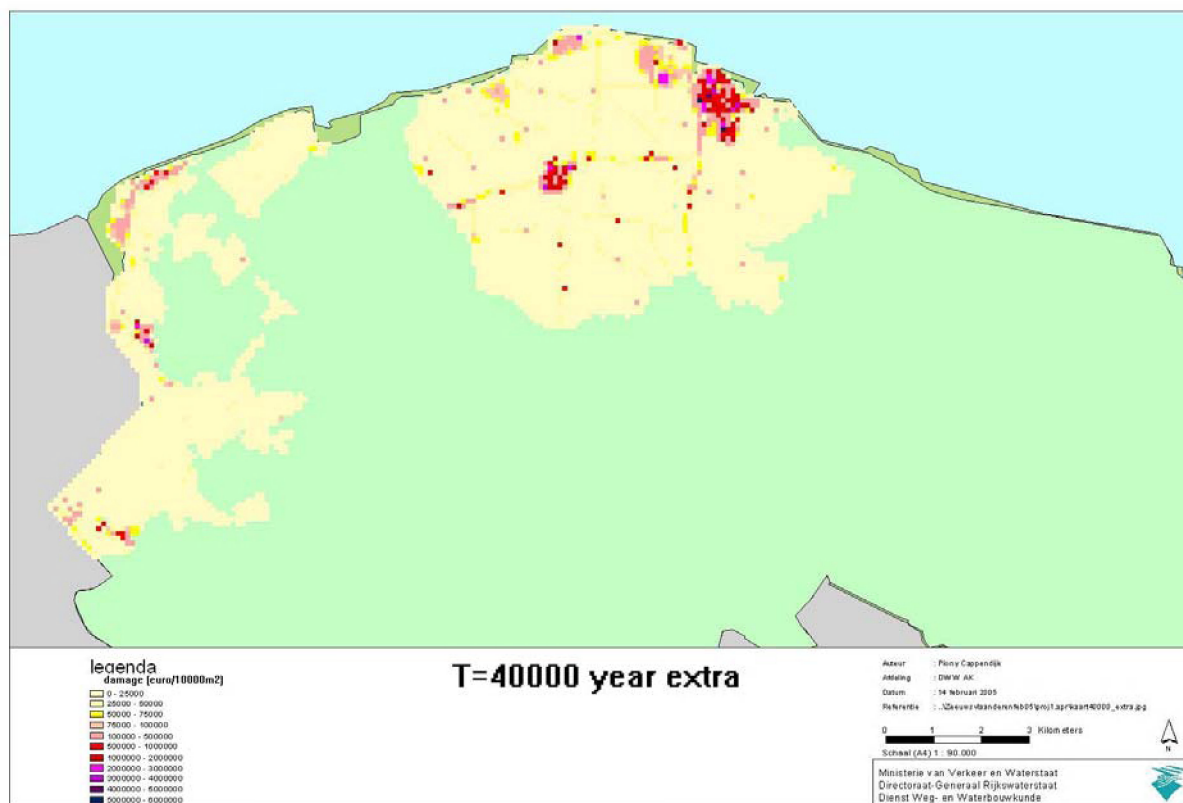 T=40000 year extra
legenda
damage (euro/10000m2)
0 - 25000
25000 - 50000
50000 - 75000
75000 - 100000
100000 - 500000
500000 - 1000000
1000000 - 2000000
2000000 - 3000000
3000000 - 4000000
4000000 - 5000000
5000000 - 6000000
Auteur : Piony Cappendijk
Afdeling : DWW AK
Datum : 14 februari 2005
Referentie
0 1 2 3 Kilometers
Schaal (A4) 1 : 90.000
N
Ministerie van Verkeer en Waterstaat
Directoraat-Generaal Rijkswaterstaat
Dienst Weg- en Waterbouwkunde